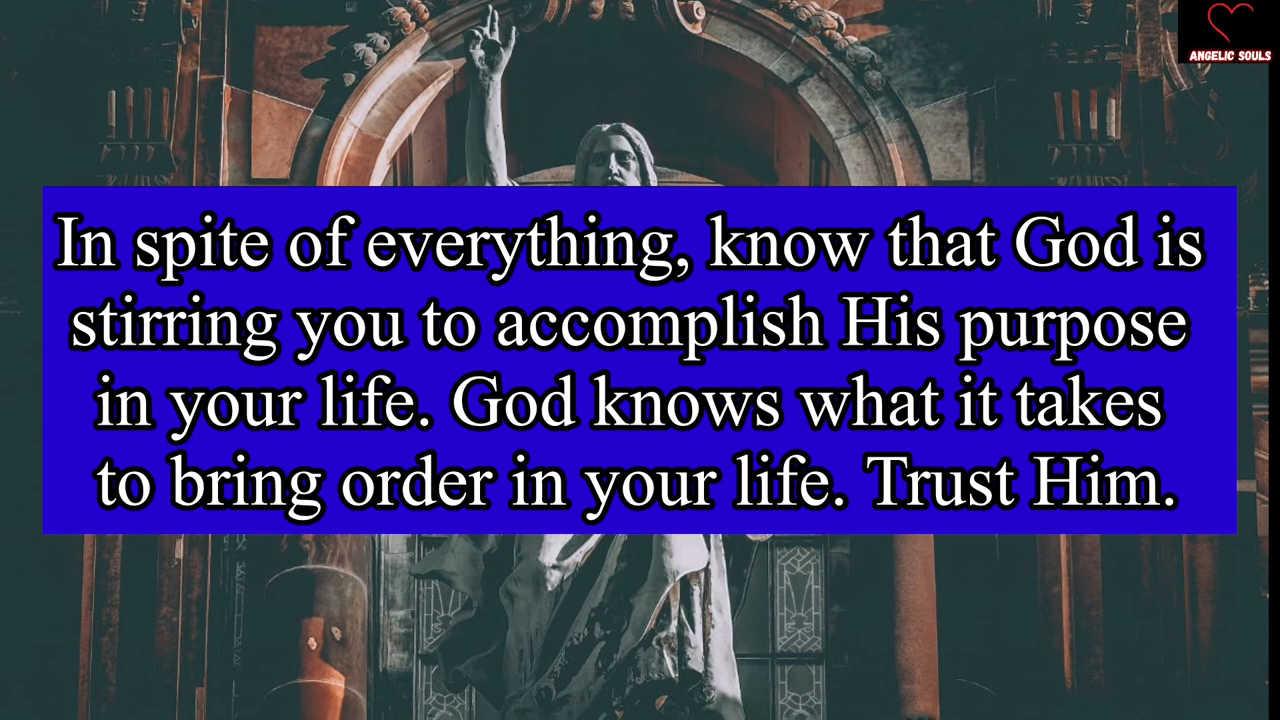 ANGELIC SOULS
In spite of everything, know that God is
stirring you to accomplish His purpose
in your life. God knows what it takes
to bring order in your life. Trust Him.